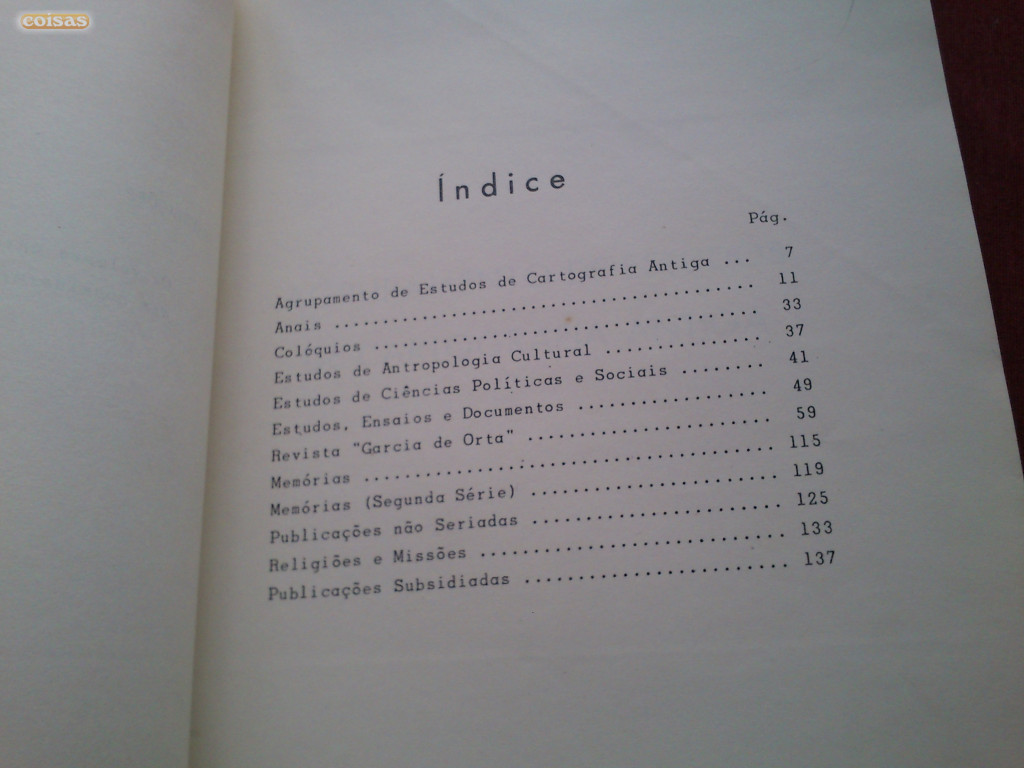 coisas
Índice
Pág.
Agrupamento de Estudos de Cartografia Antiga ... 7
Anais ................................... 11
Colóquios ................................ 33
Estudos de Antropologia Cultural ............. 37
Estudos de Ciências Políticas e Sociais ....... 41
Estudos, Ensaios e Documentos ................ 49
Revista "Garcia de Orta" ..................... 59
Memórias .................................. 115
Memórias (Segunda Série) ..................... 119
Publicações não Seriadas ..................... 125
Religiões e Missões .......................... 133
Publicações Subsidiadas ...................... 137